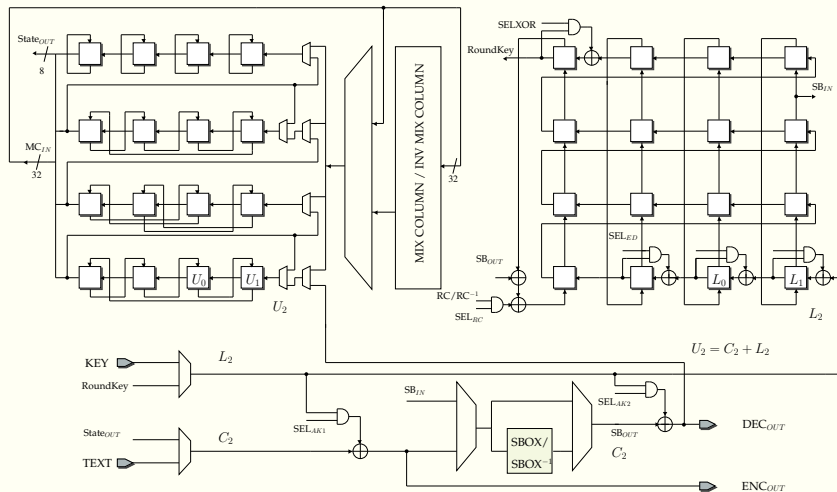 SELXOR
State_OUT
RoundKey
8
SB_IN
MC_IN
32
MIX COLUMN / INV MIX COLUMN
32
SEL_ED
SB_OUT
U_0
U_1
L_0
L_1
RC/RC^-1
U_2
SEL_RC
L_2
U_2 = C_2 + L_2
KEY
L_2
RoundKey
SB_IN
SEL_AK2
State_OUT
SEL_AK1
C_2
SBOX/
SBOX^-1
SB_OUT
DEC_OUT
C_2
TEXT
ENC_OUT